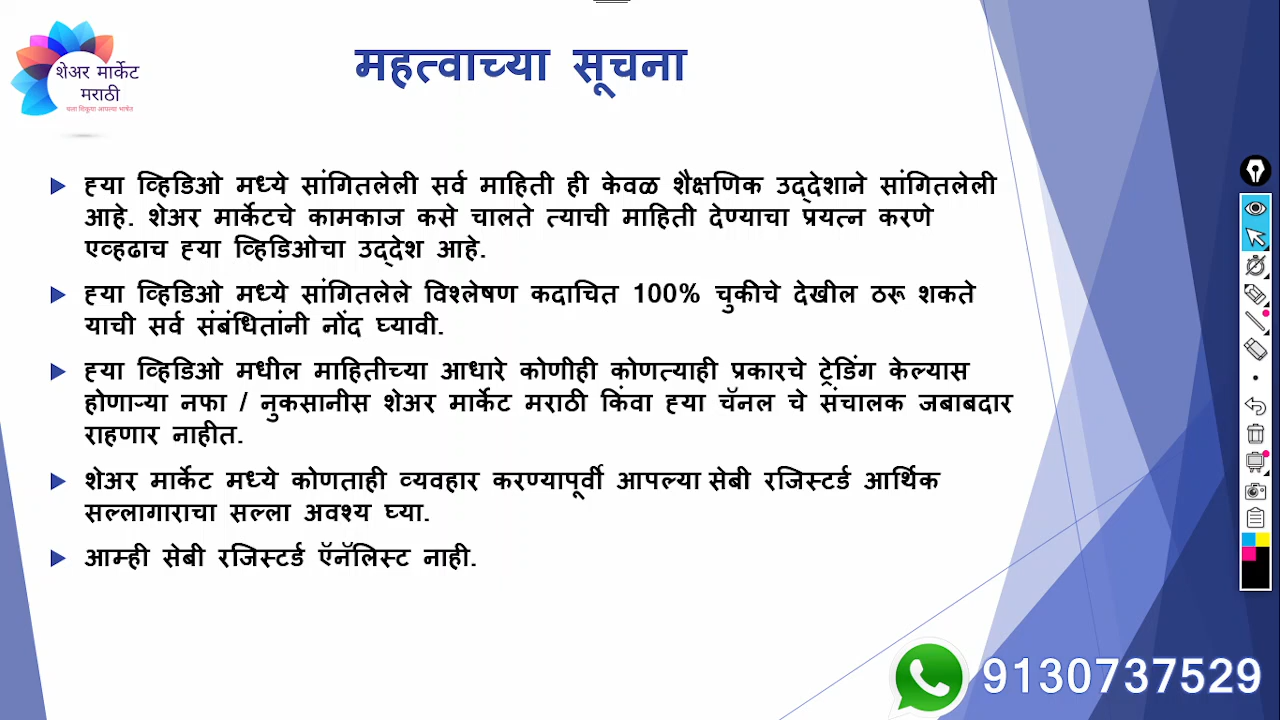 शेअर मार्केट
मराठी
चला शिकूया आपल्या भाषेत
महत्वाच्या सूचना
ह्या व्हिडिओ मध्ये सांगितलेली सर्व माहिती ही केवळ शैक्षणिक उद्देशाने सांगितलेली
आहे. शेअर मार्केटचे कामकाज कसे चालते त्याची माहिती देण्याचा प्रयत्न करणे
एव्हढाच ह्या व्हिडिओचा उद्देश आहे.
ह्या व्हिडिओ मध्ये सांगितलेले विश्लेषण कदाचित 100% चुकीचे देखील ठरू शकते
याची सर्व संबंधितांनी नोंद घ्यावी.
ह्या व्हिडिओ मधील माहितीच्या आधारे कोणीही कोणत्याही प्रकारचे ट्रेडिंग केल्यास
होणाऱ्या नफा / नुकसानीस शेअर मार्केट मराठी किंवा ह्या चॅनल चे संचालक जबाबदार
राहणार नाहीत.
शेअर मार्केट मध्ये कोणताही व्यवहार करण्यापूर्वी आपल्या सेबी रजिस्टर्ड आर्थिक
सल्लागाराचा सल्ला अवश्य घ्या.
आम्ही सेबी रजिस्टर्ड ऍनॅलिस्ट नाही.
9130737529